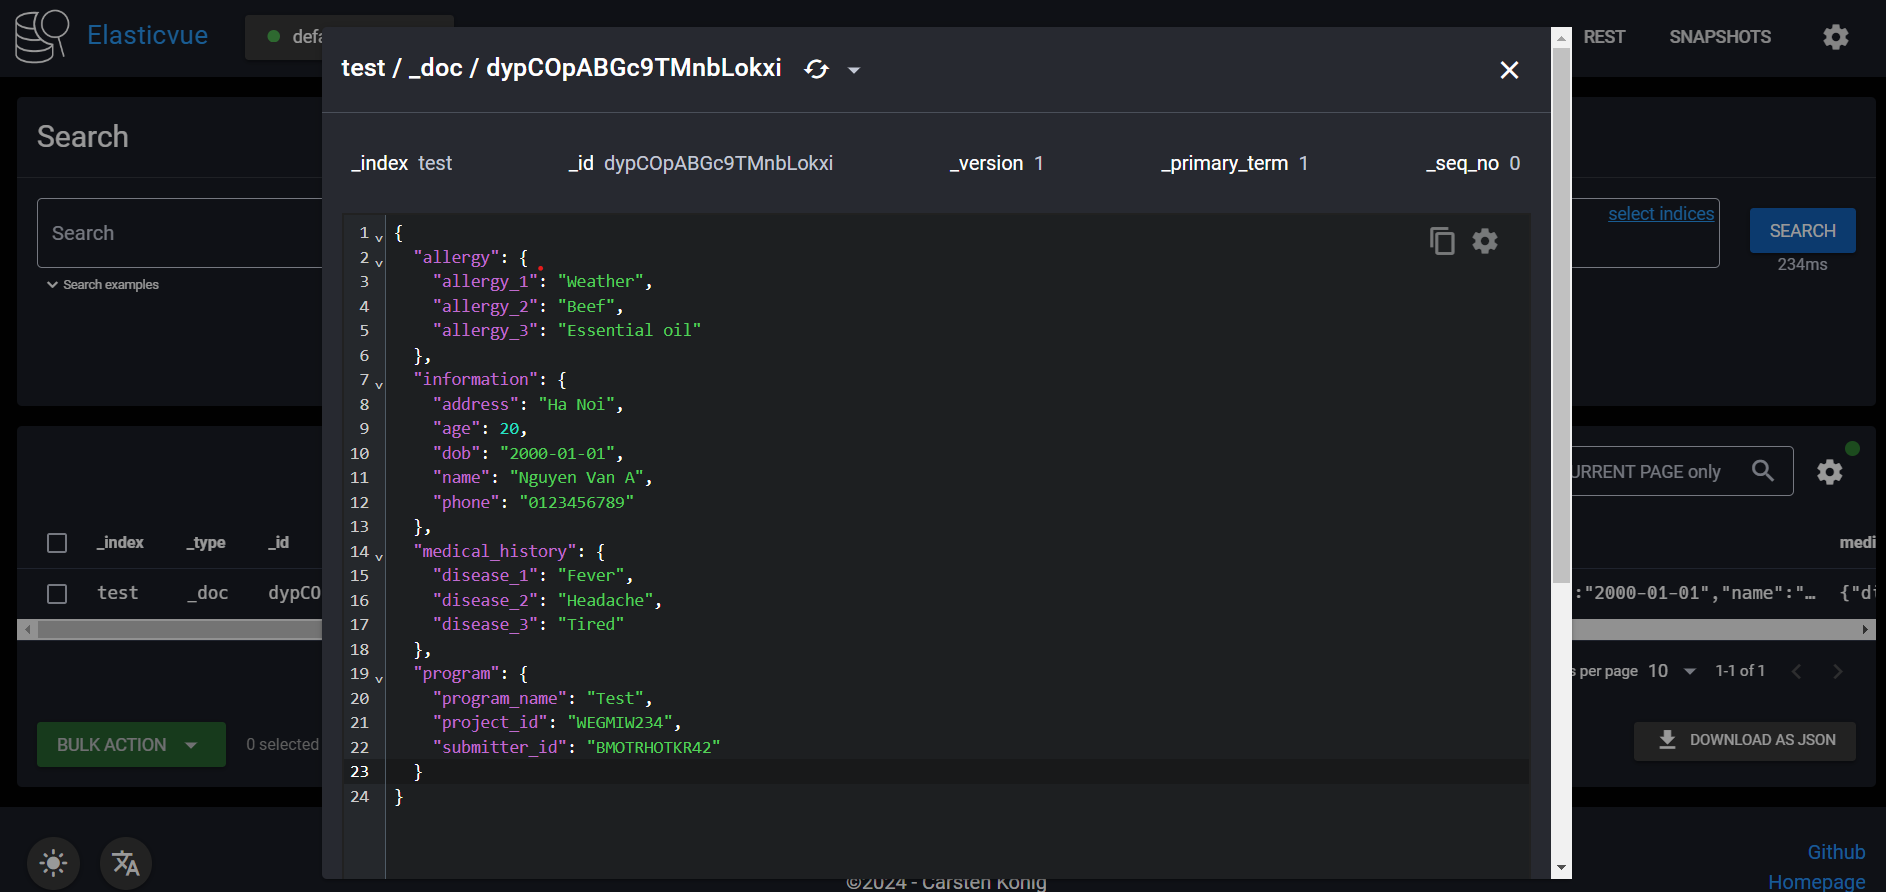 Elasticvue
defa
REST
SNAPSHOTS
test / _doc / dypCOpABGc9TMnbLokxi
Search
_index test
_id dypCOpABGc9TMnbLokxi
_version 1
_primary_term 1
_seq_no 0
Search
select indices
SEARCH
234ms
Search examples
1 {
2 "allergy": {
3 "allergy_1": "Weather",
4 "allergy_2": "Beef",
5 "allergy_3": "Essential oil"
6 },
7 "information": {
8 "address": "Ha Noi",
9 "age": 20,
10 "dob": "2000-01-01",
11 "name": "Nguyen Van A",
12 "phone": "0123456789"
13 },
14 "medical_history": {
15 "disease_1": "Fever",
16 "disease_2": "Headache",
17 "disease_3": "Tired"
18 },
19 "program": {
20 "program_name": "Test",
21 "project_id": "WEGMIW234",
22 "submitter_id": "BMOTRHOTKR42"
23 }
24 }
URRENT PAGE only
_index _type _id
medi
test _doc dypCO
:"2000-01-01","name":"… {"di
s per page 10 1-1 of 1
BULK ACTION
0 selected
DOWNLOAD AS JSON
Github
©2024 - Carsten König
Homepage